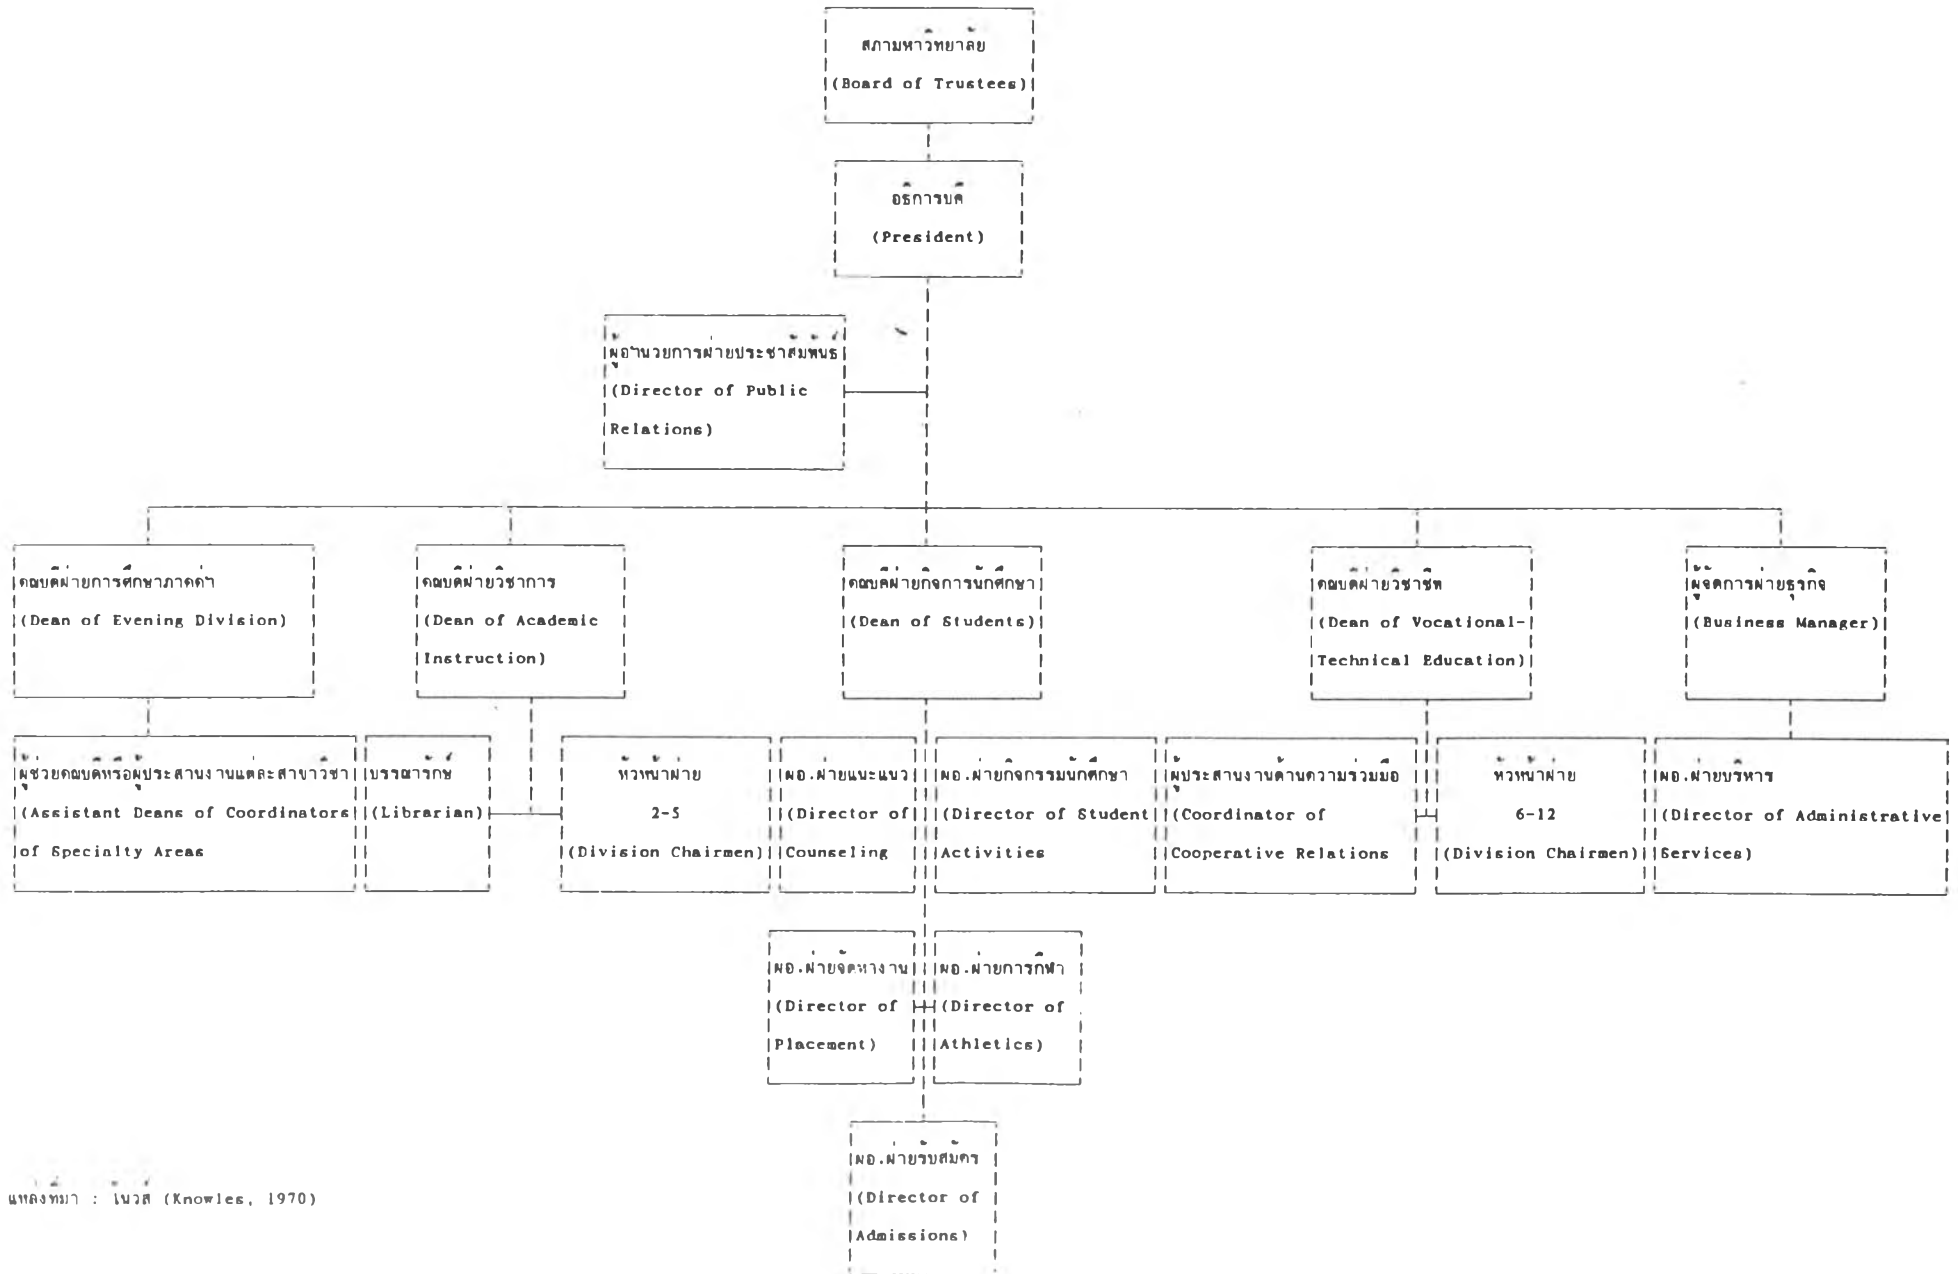 สภามหาวิทยาลัย
(Board of Trustees)
อธิการบดี
(President)
ผู้อำนวยการฝ่ายประชาสัมพันธ์
(Director of Public
Relations)
คณบดีฝ่ายการศึกษาภาคค่ำ
(Dean of Evening Division)
คณบดีฝ่ายวิชาการ
(Dean of Academic
Instruction)
คณบดีฝ่ายกิจการนักศึกษา
(Dean of Students)
คณบดีฝ่ายวิชาชีพ
(Dean of Vocational-
Technical Education)
ผู้จัดการฝ่ายธุรกิจ
(Business Manager)
ผู้ช่วยคณบดีหรือผู้ประสานงานแต่ละสาขาวิชา
(Assistant Deans of Coordinators
of Specialty Areas
บรรณารักษ์
(Librarian)
หัวหน้าฝ่าย
2-5
(Division Chairmen)
ผอ.ฝ่ายแนะแนว
(Director of
Counseling
ผอ.ฝ่ายกิจกรรมนักศึกษา
(Director of Student
Activities
ผู้ประสานงานด้านความร่วมมือ
(Coordinator of
Cooperative Relations
หัวหน้าฝ่าย
6-12
(Division Chairmen)
ผอ.ฝ่ายบริหาร
(Director of Administrative
Services)
ผอ.ฝ่ายจัดหางาน
(Director of
Placement)
ผอ.ฝ่ายการกีฬา
(Director of
Athletics)
ผอ.ฝ่ายรับสมัคร
(Director of
Admissions)
แหล่งที่มา : โนวส์ (Knowles, 1970)